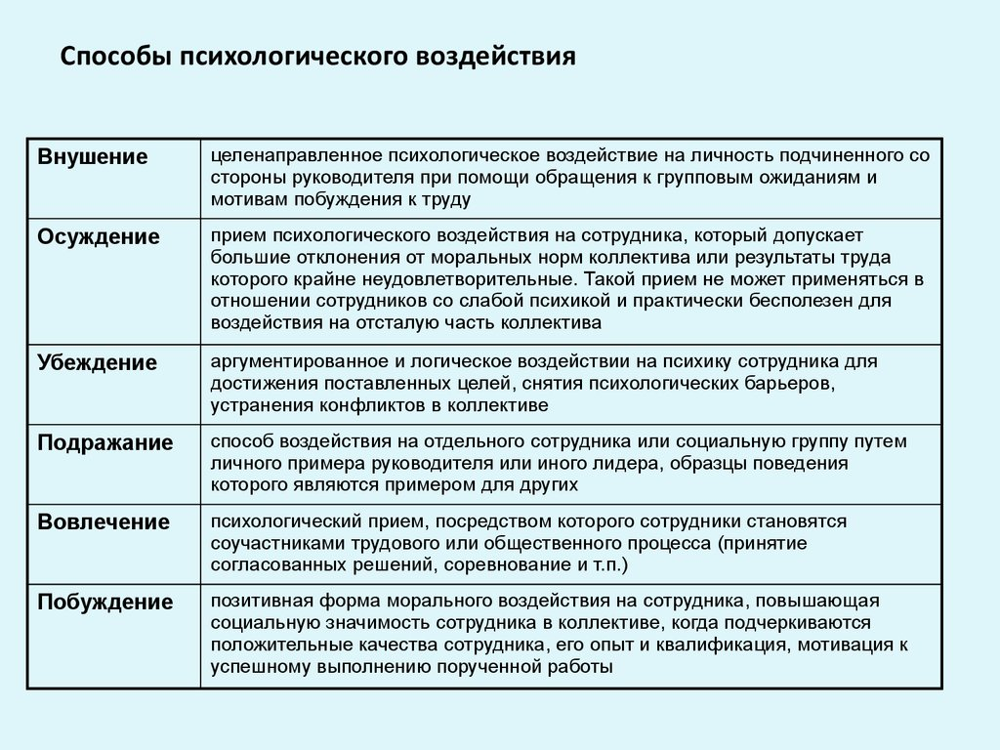 Способы психологического воздействия
Внушение
целенаправленное психологическое воздействие на личность подчиненного со
стороны руководителя при помощи обращения к групповым ожиданиям и
мотивам побуждения к труду
Осуждение
прием психологического воздействия на сотрудника, который допускает
большие отклонения от моральных норм коллектива или результаты труда
которого крайне неудовлетворительные. Такой прием не может применяться в
отношении сотрудников со слабой психикой и практически бесполезен для
воздействия на отсталую часть коллектива
Убеждение
аргументированное и логическое воздействии на психику сотрудника для
достижения поставленных целей, снятия психологических барьеров,
устранения конфликтов в коллективе
Подражание
способ воздействия на отдельного сотрудника или социальную группу путем
личного примера руководителя или иного лидера, образцы поведения
которого являются примером для других
Вовлечение
психологический прием, посредством которого сотрудники становятся
соучастниками трудового или общественного процесса (принятие
согласованных решений, соревнование и т.п.)
Побуждение
позитивная форма морального воздействия на сотрудника, повышающая
социальную значимость сотрудника в коллективе, когда подчеркиваются
положительные качества сотрудника, его опыт и квалификация, мотивация к
успешному выполнению порученной работы